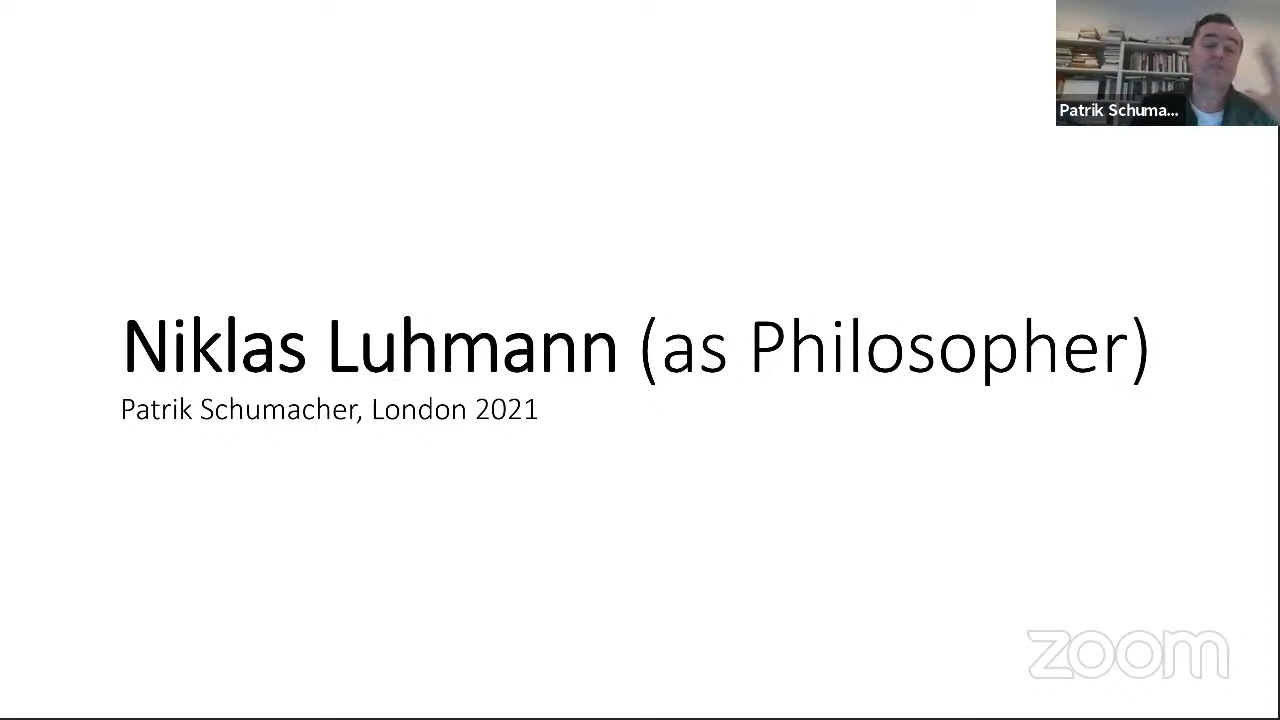 Patrik Schuma...
Niklas Luhmann (as Philosopher)
Patrik Schumacher, London 2021
zoom